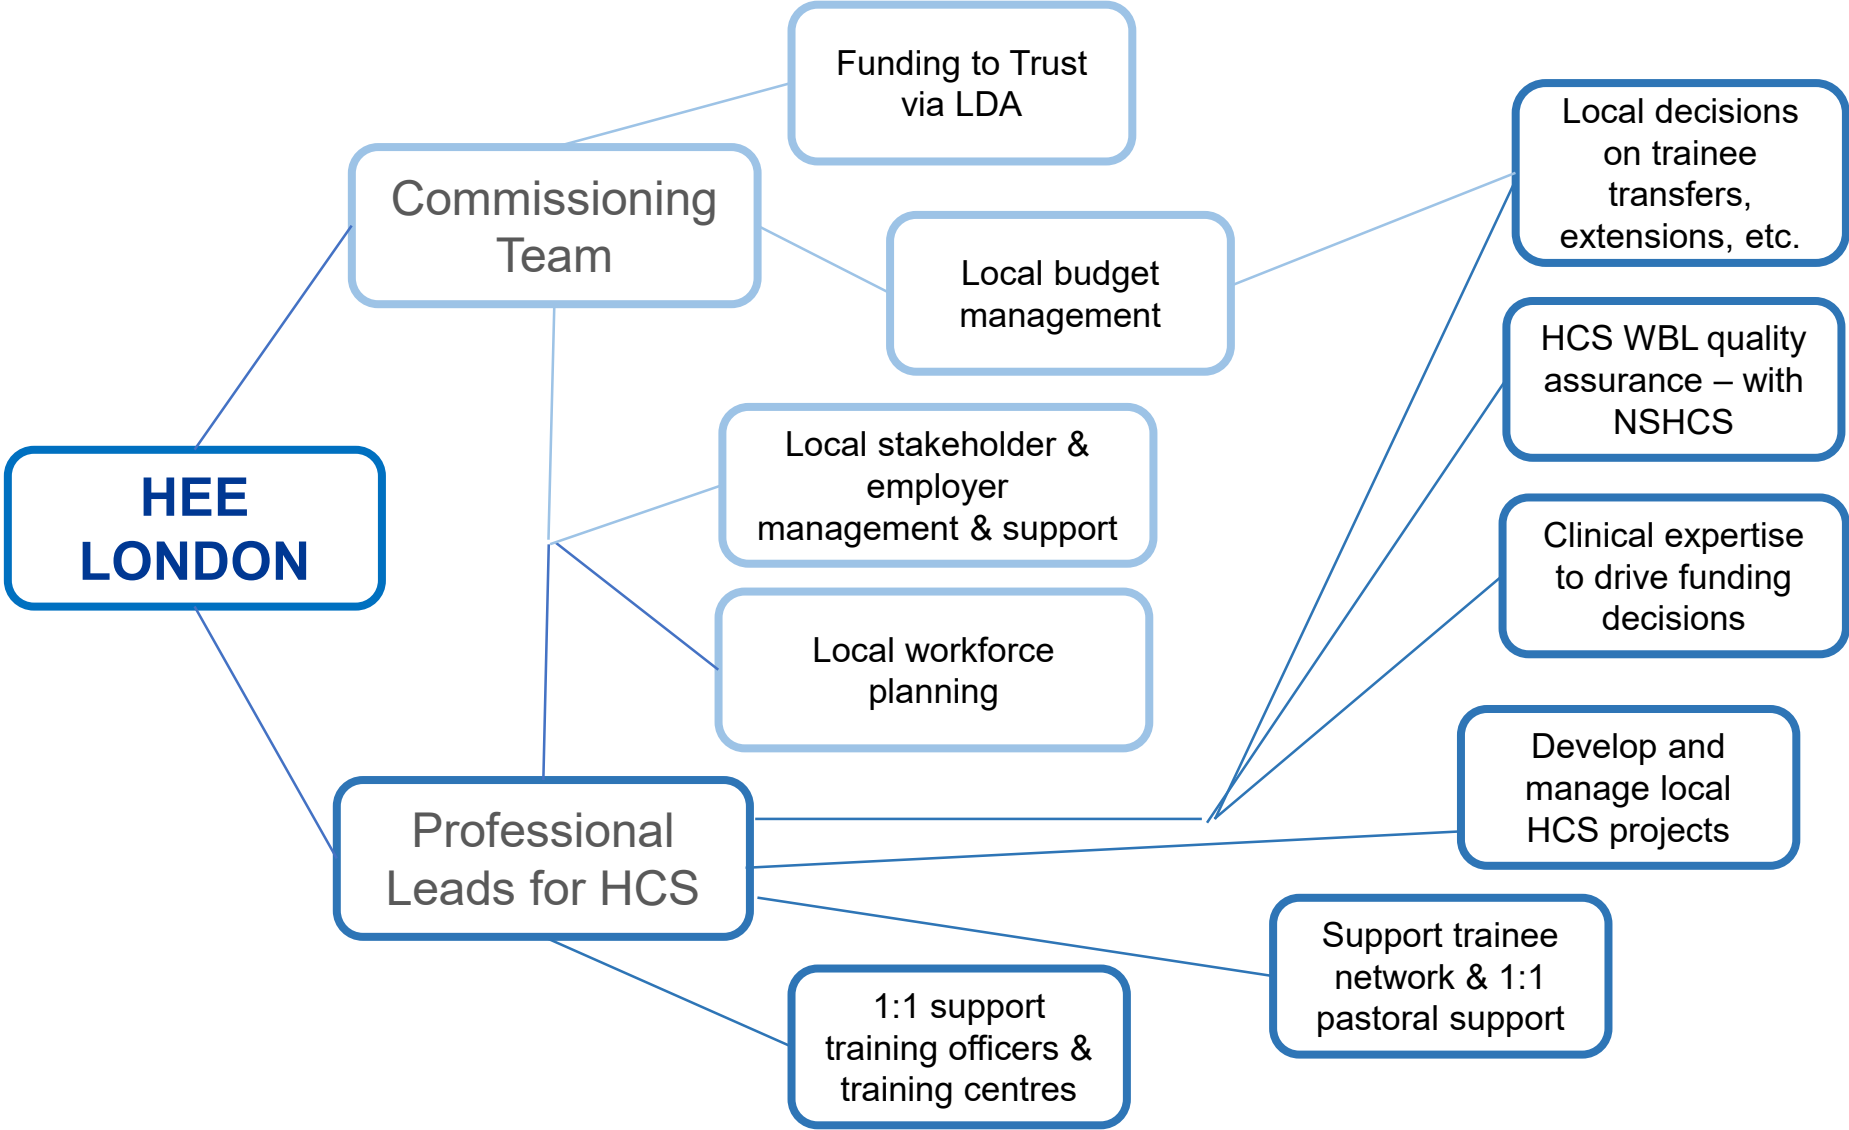 Funding to Trust
via LDA
Local decisions
on trainee
transfers,
extensions, etc.
Commissioning
Team
Local budget
management
HCS WBL quality
assurance – with
NSHCS
Local stakeholder &
employer
management & support
HEE
LONDON
Clinical expertise
to drive funding
decisions
Local workforce
planning
Develop and
manage local
HCS projects
Professional
Leads for HCS
Support trainee
network & 1:1
pastoral support
1:1 support
training officers &
training centres